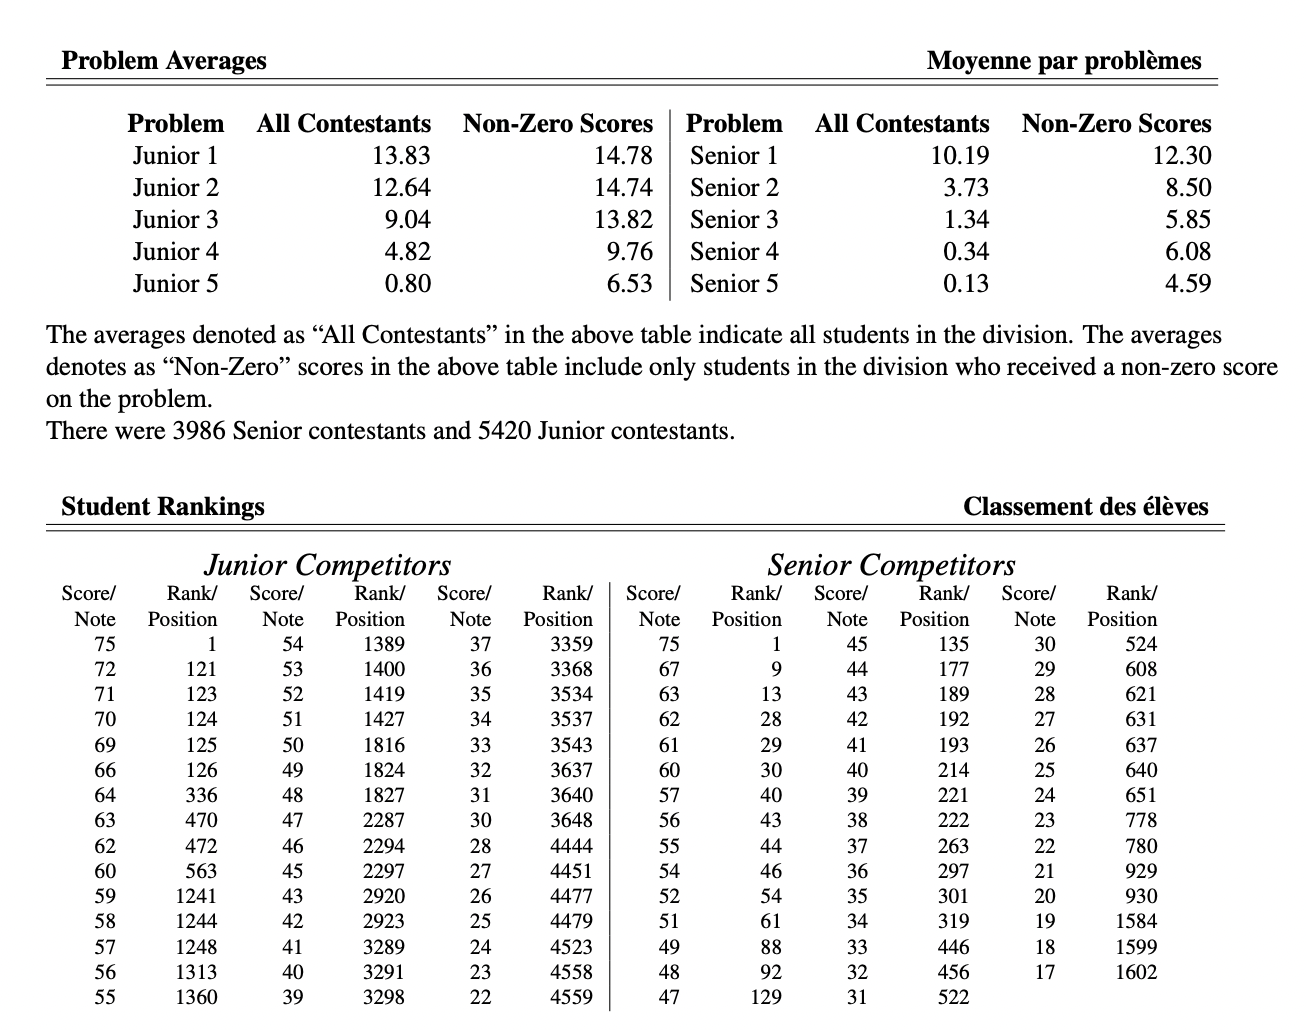 Problem Averages Moyenne par problèmes
Problem All Contestants Non-Zero Scores Problem All Contestants Non-Zero Scores
Junior 1 13.83 14.78 Senior 1 10.19 12.30
Junior 2 12.64 14.74 Senior 2 3.73 8.50
Junior 3 9.04 13.82 Senior 3 1.34 5.85
Junior 4 4.82 9.76 Senior 4 0.34 6.08
Junior 5 0.80 6.53 Senior 5 0.13 4.59
The averages denoted as “All Contestants” in the above table indicate all students in the division. The averages
denotes as “Non-Zero” scores in the above table include only students in the division who received a non-zero score
on the problem.
There were 3986 Senior contestants and 5420 Junior contestants.
Student Rankings Classement des élèves
Junior Competitors Senior Competitors
Score/ Rank/ Score/ Rank/ Score/ Rank/ Score/ Rank/ Score/ Rank/ Score/ Rank/
Note Position Note Position Note Position Note Position Note Position Note Position
75 1 54 1389 37 3359 75 1 45 135 30 524
72 121 53 1400 36 3368 67 9 44 177 29 608
71 123 52 1419 35 3534 63 13 43 189 28 621
70 124 51 1427 34 3537 62 28 42 192 27 631
69 125 50 1816 33 3543 61 29 41 193 26 637
66 126 49 1824 32 3637 60 30 40 214 25 640
64 336 48 1827 31 3640 57 40 39 221 24 651
63 470 47 2287 30 3648 56 43 38 222 23 778
62 472 46 2294 28 4444 55 44 37 263 22 780
60 563 45 2297 27 4451 54 46 36 297 21 929
59 1241 43 2920 26 4477 52 54 35 301 20 930
58 1244 42 2923 25 4479 51 61 34 319 19 1584
57 1248 41 3289 24 4523 49 88 33 446 18 1599
56 1313 40 3291 23 4558 48 92 32 456 17 1602
55 1360 39 3298 22 4559 47 129 31 522